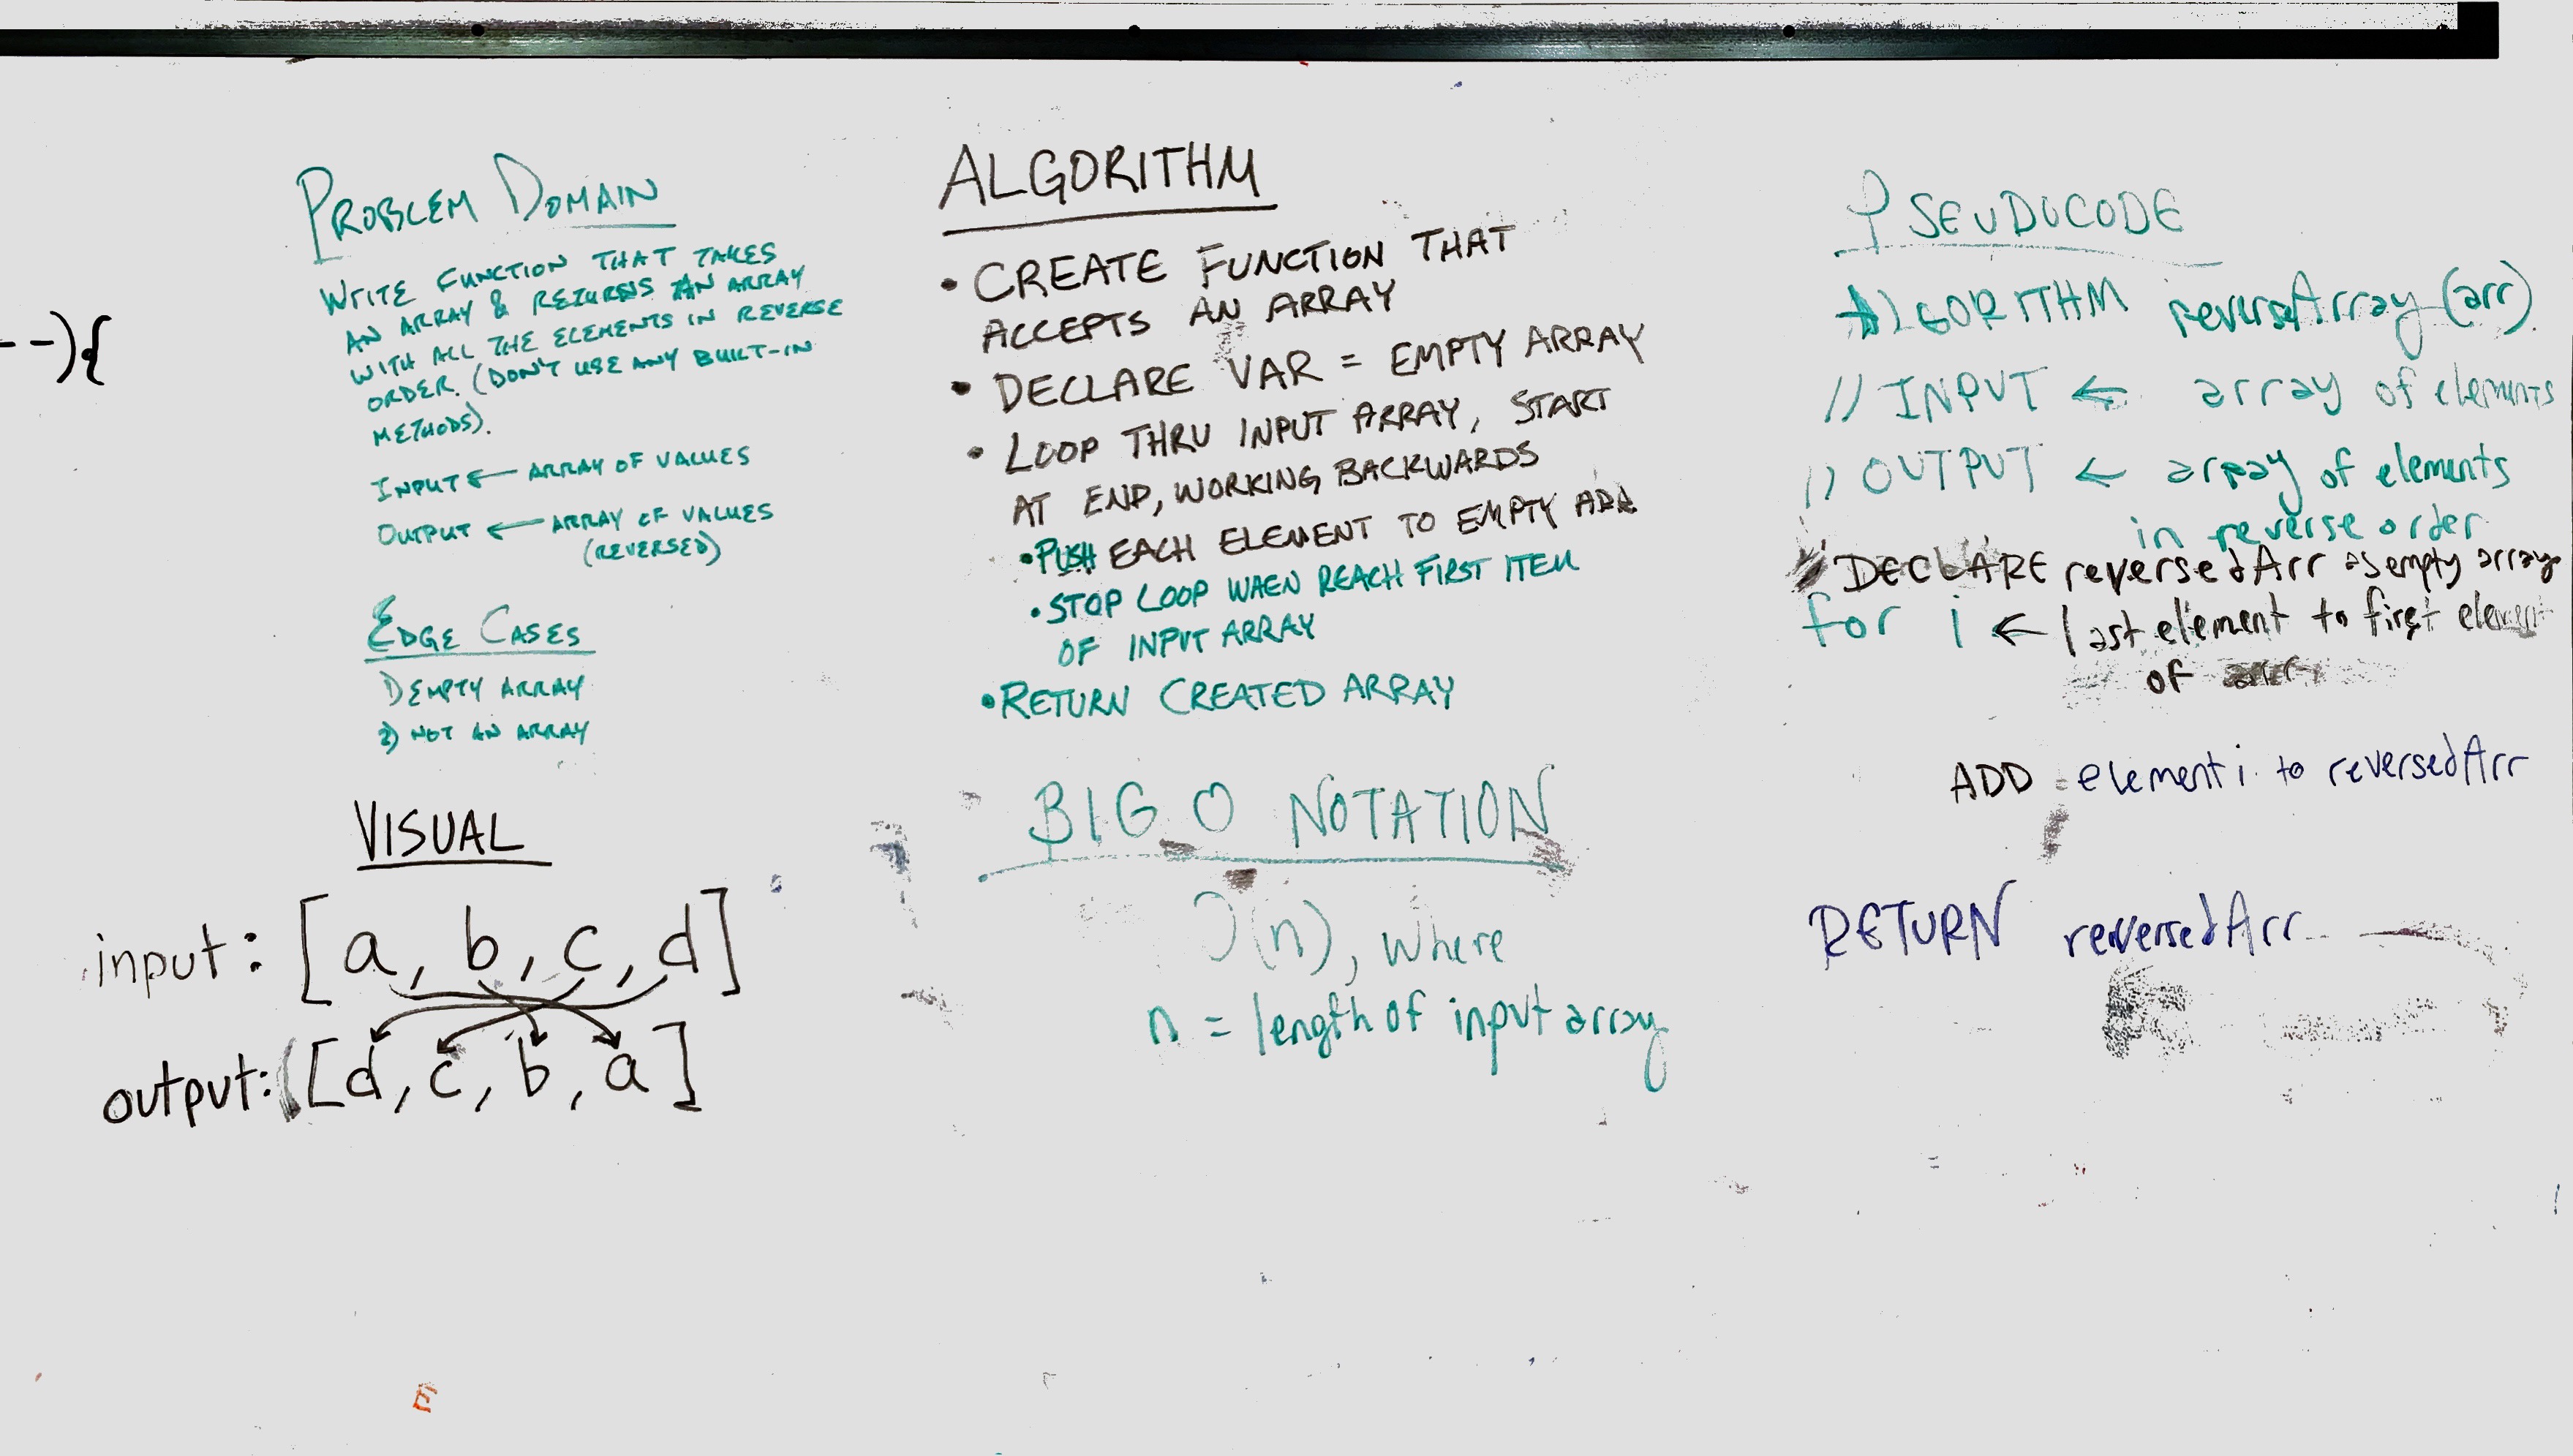 --){
PROBLEM DOMAIN
WRITE FUNCTION THAT TAKES
AN ARRAY & RETURNS AN ARRAY
WITH ALL THE ELEMENTS IN REVERSE
ORDER. (DON'T USE ANY BUILT-IN
METHODS).
INPUT ← ARRAY OF VALUES
OUTPUT ← ARRAY OF VALUES
(REVERSED)
EDGE CASES
1) EMPTY ARRAY
2) NOT AN ARRAY
VISUAL
input: [a, b, c, d]
output: [d, c, b, a]
ALGORITHM
• CREATE FUNCTION THAT
ACCEPTS AN ARRAY
• DECLARE VAR = EMPTY ARRAY
• LOOP THRU INPUT ARRAY, START
AT END, WORKING BACKWARDS
• PUSH EACH ELEMENT TO EMPTY ARR
• STOP LOOP WHEN REACH FIRST ITEM
OF INPUT ARRAY
• RETURN CREATED ARRAY
BIG O NOTATION
O(n), where
n = length of input array
PSEUDOCODE
ALGORITHM reverseArray(arr)
// INPUT ← array of elements
// OUTPUT ← array of elements
in reverse order
DECLARE reversedArr as empty array
for i ← last element to first element
of arr
ADD element i to reversedArr
RETURN reversedArr
E